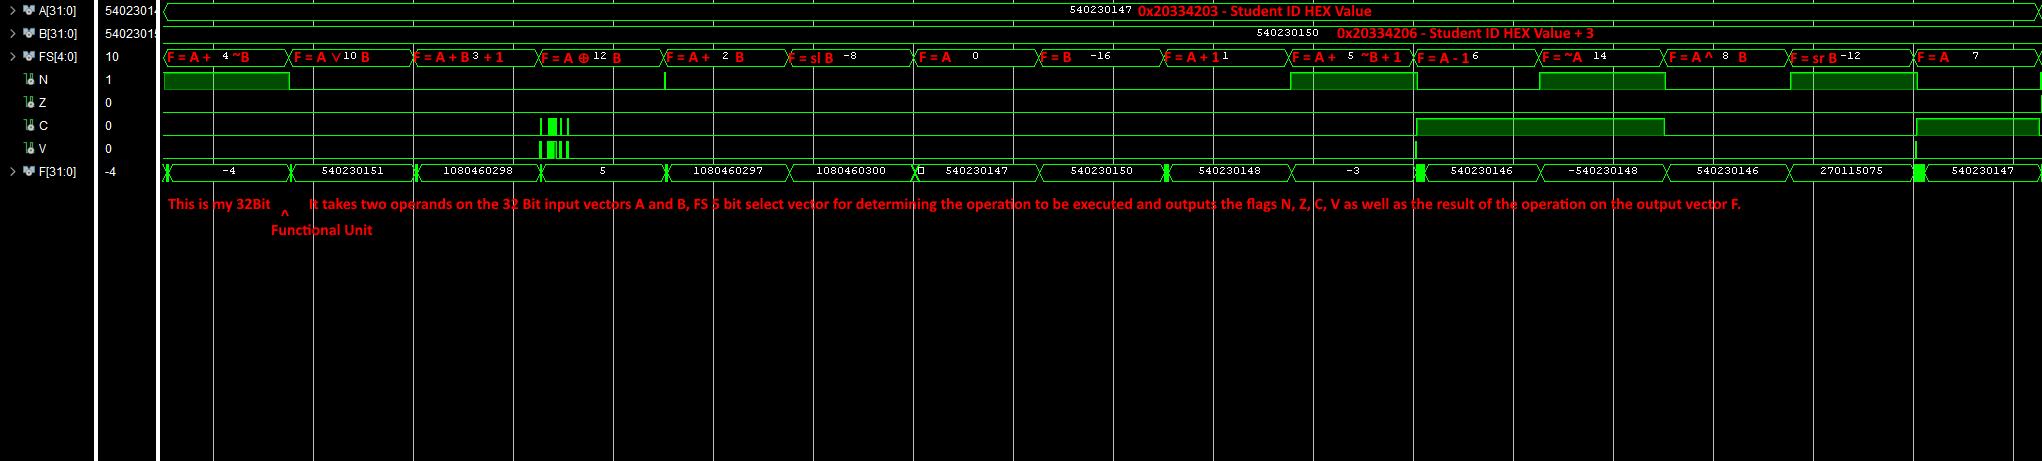 A[31:0] 54023014 540230147 0x20334203 - Student ID HEX Value
B[31:0] 54023015 540230150 0x20334206 - Student ID HEX Value + 3
FS[4:0] 10 F = A + 4 ~B F = A ∨ 10 B F = A + B 3 + 1 F = A ⊕ 12 B F = A + 2 B F = sl B -8 F = A 0 F = B -16 F = A + 1 1 F = A + 5 ~B + 1 F = A - 1 6 F = ~A 14 F = A ^ 8 B F = sr B -12 F = A 7
N 1
Z 0
C 0
V 0
F[31:0] -4 -4 540230151 1080460298 5 1080460297 1080460300 540230147 540230150 540230148 -3 540230146 -540230148 540230146 270115075 540230147
This is my 32Bit It takes two operands on the 32 Bit input vectors A and B, FS 5 bit select vector for determining the operation to be executed and outputs the flags N, Z, C, V as well as the result of the operation on the output vector F.
^
Functional Unit